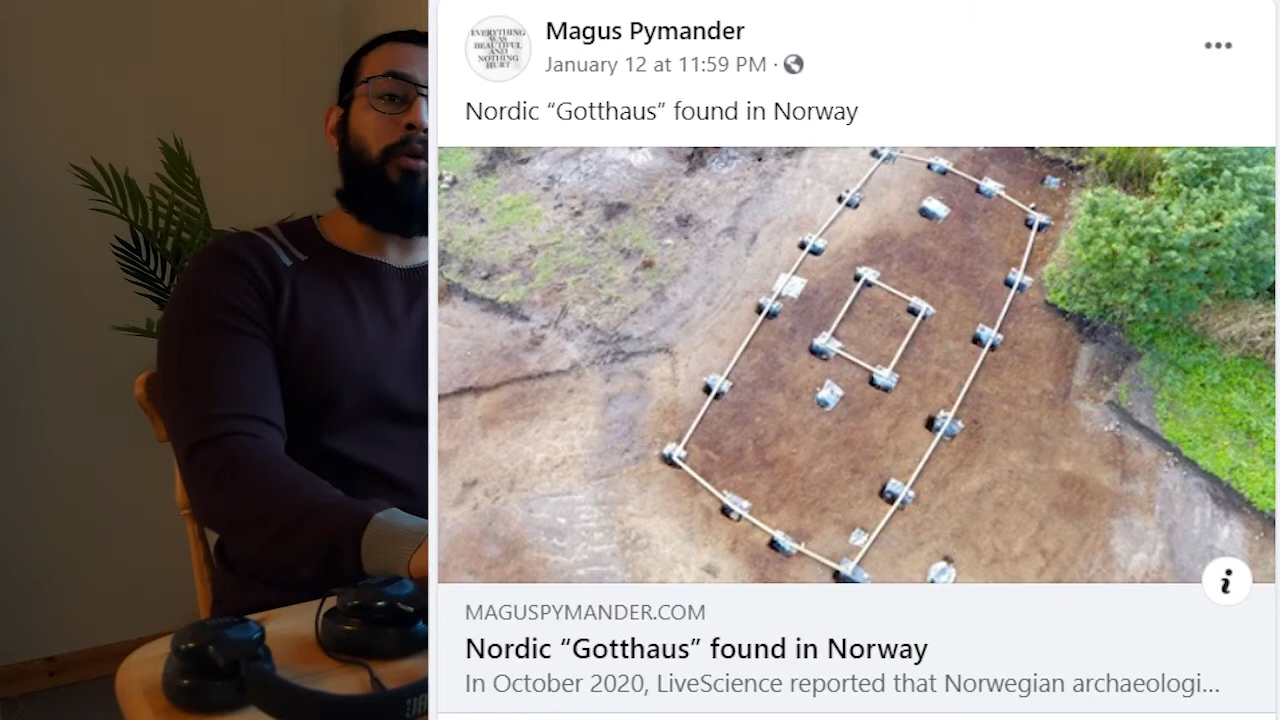 EVERYTHING
WAS
BEAUTIFUL
AND
NOTHING
HURT
Magus Pymander
January 12 at 11:59 PM ·
Nordic “Gotthaus” found in Norway
MAGUSPYMANDER.COM
Nordic “Gotthaus” found in Norway
In October 2020, LiveScience reported that Norwegian archaeologi...
JBL